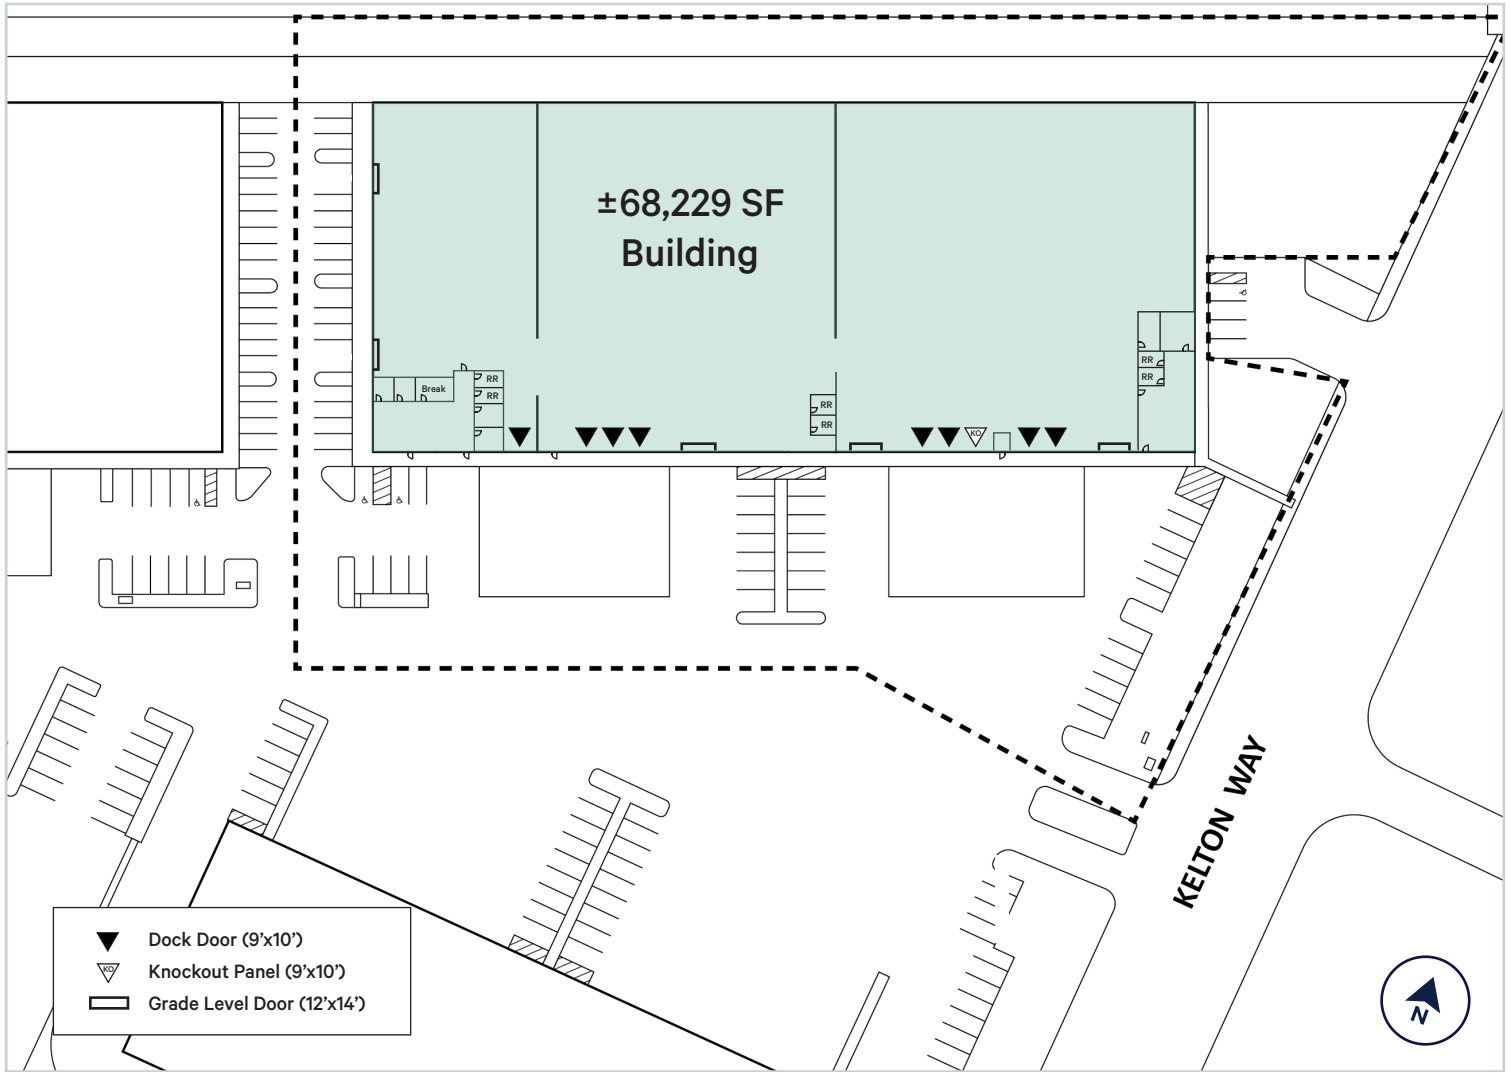 ±68,229 SF
Building
Break
RR
RR
RR
RR
RR
RR
KO
KELTON WAY
Dock Door (9’x10’)
KO
Knockout Panel (9’x10’)
Grade Level Door (12’x14’)
N